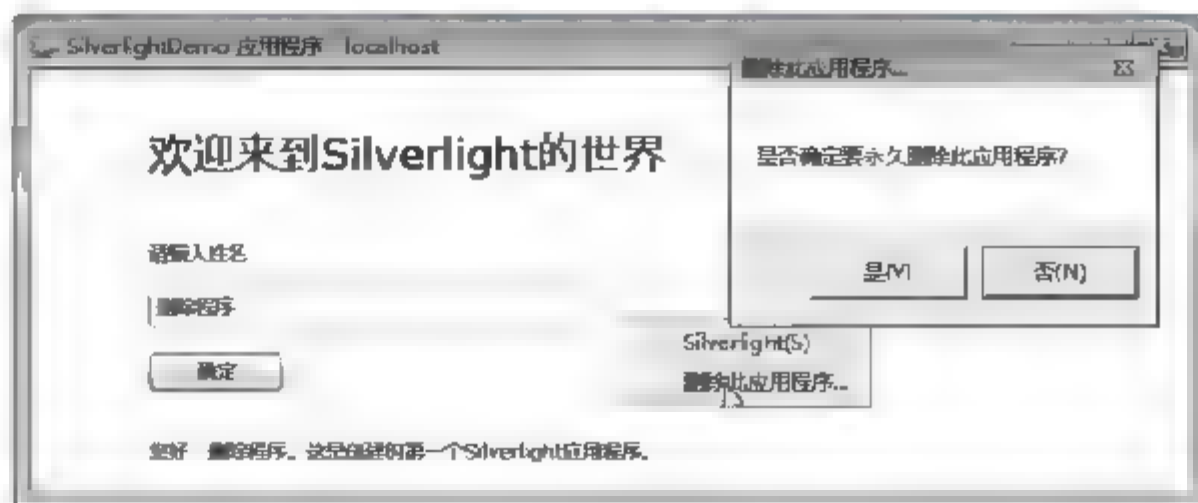 SilverlightDemo 应用程序 localhost
删除此应用程序...
欢迎来到Silverlight的世界
是否确定要永久删除此应用程序?
请输入姓名
是(Y)
否(N)
删除程序
Silverlight(S)
确定
删除此应用程序...
您好 删除程序。这是创建的第一个Silverlight应用程序。